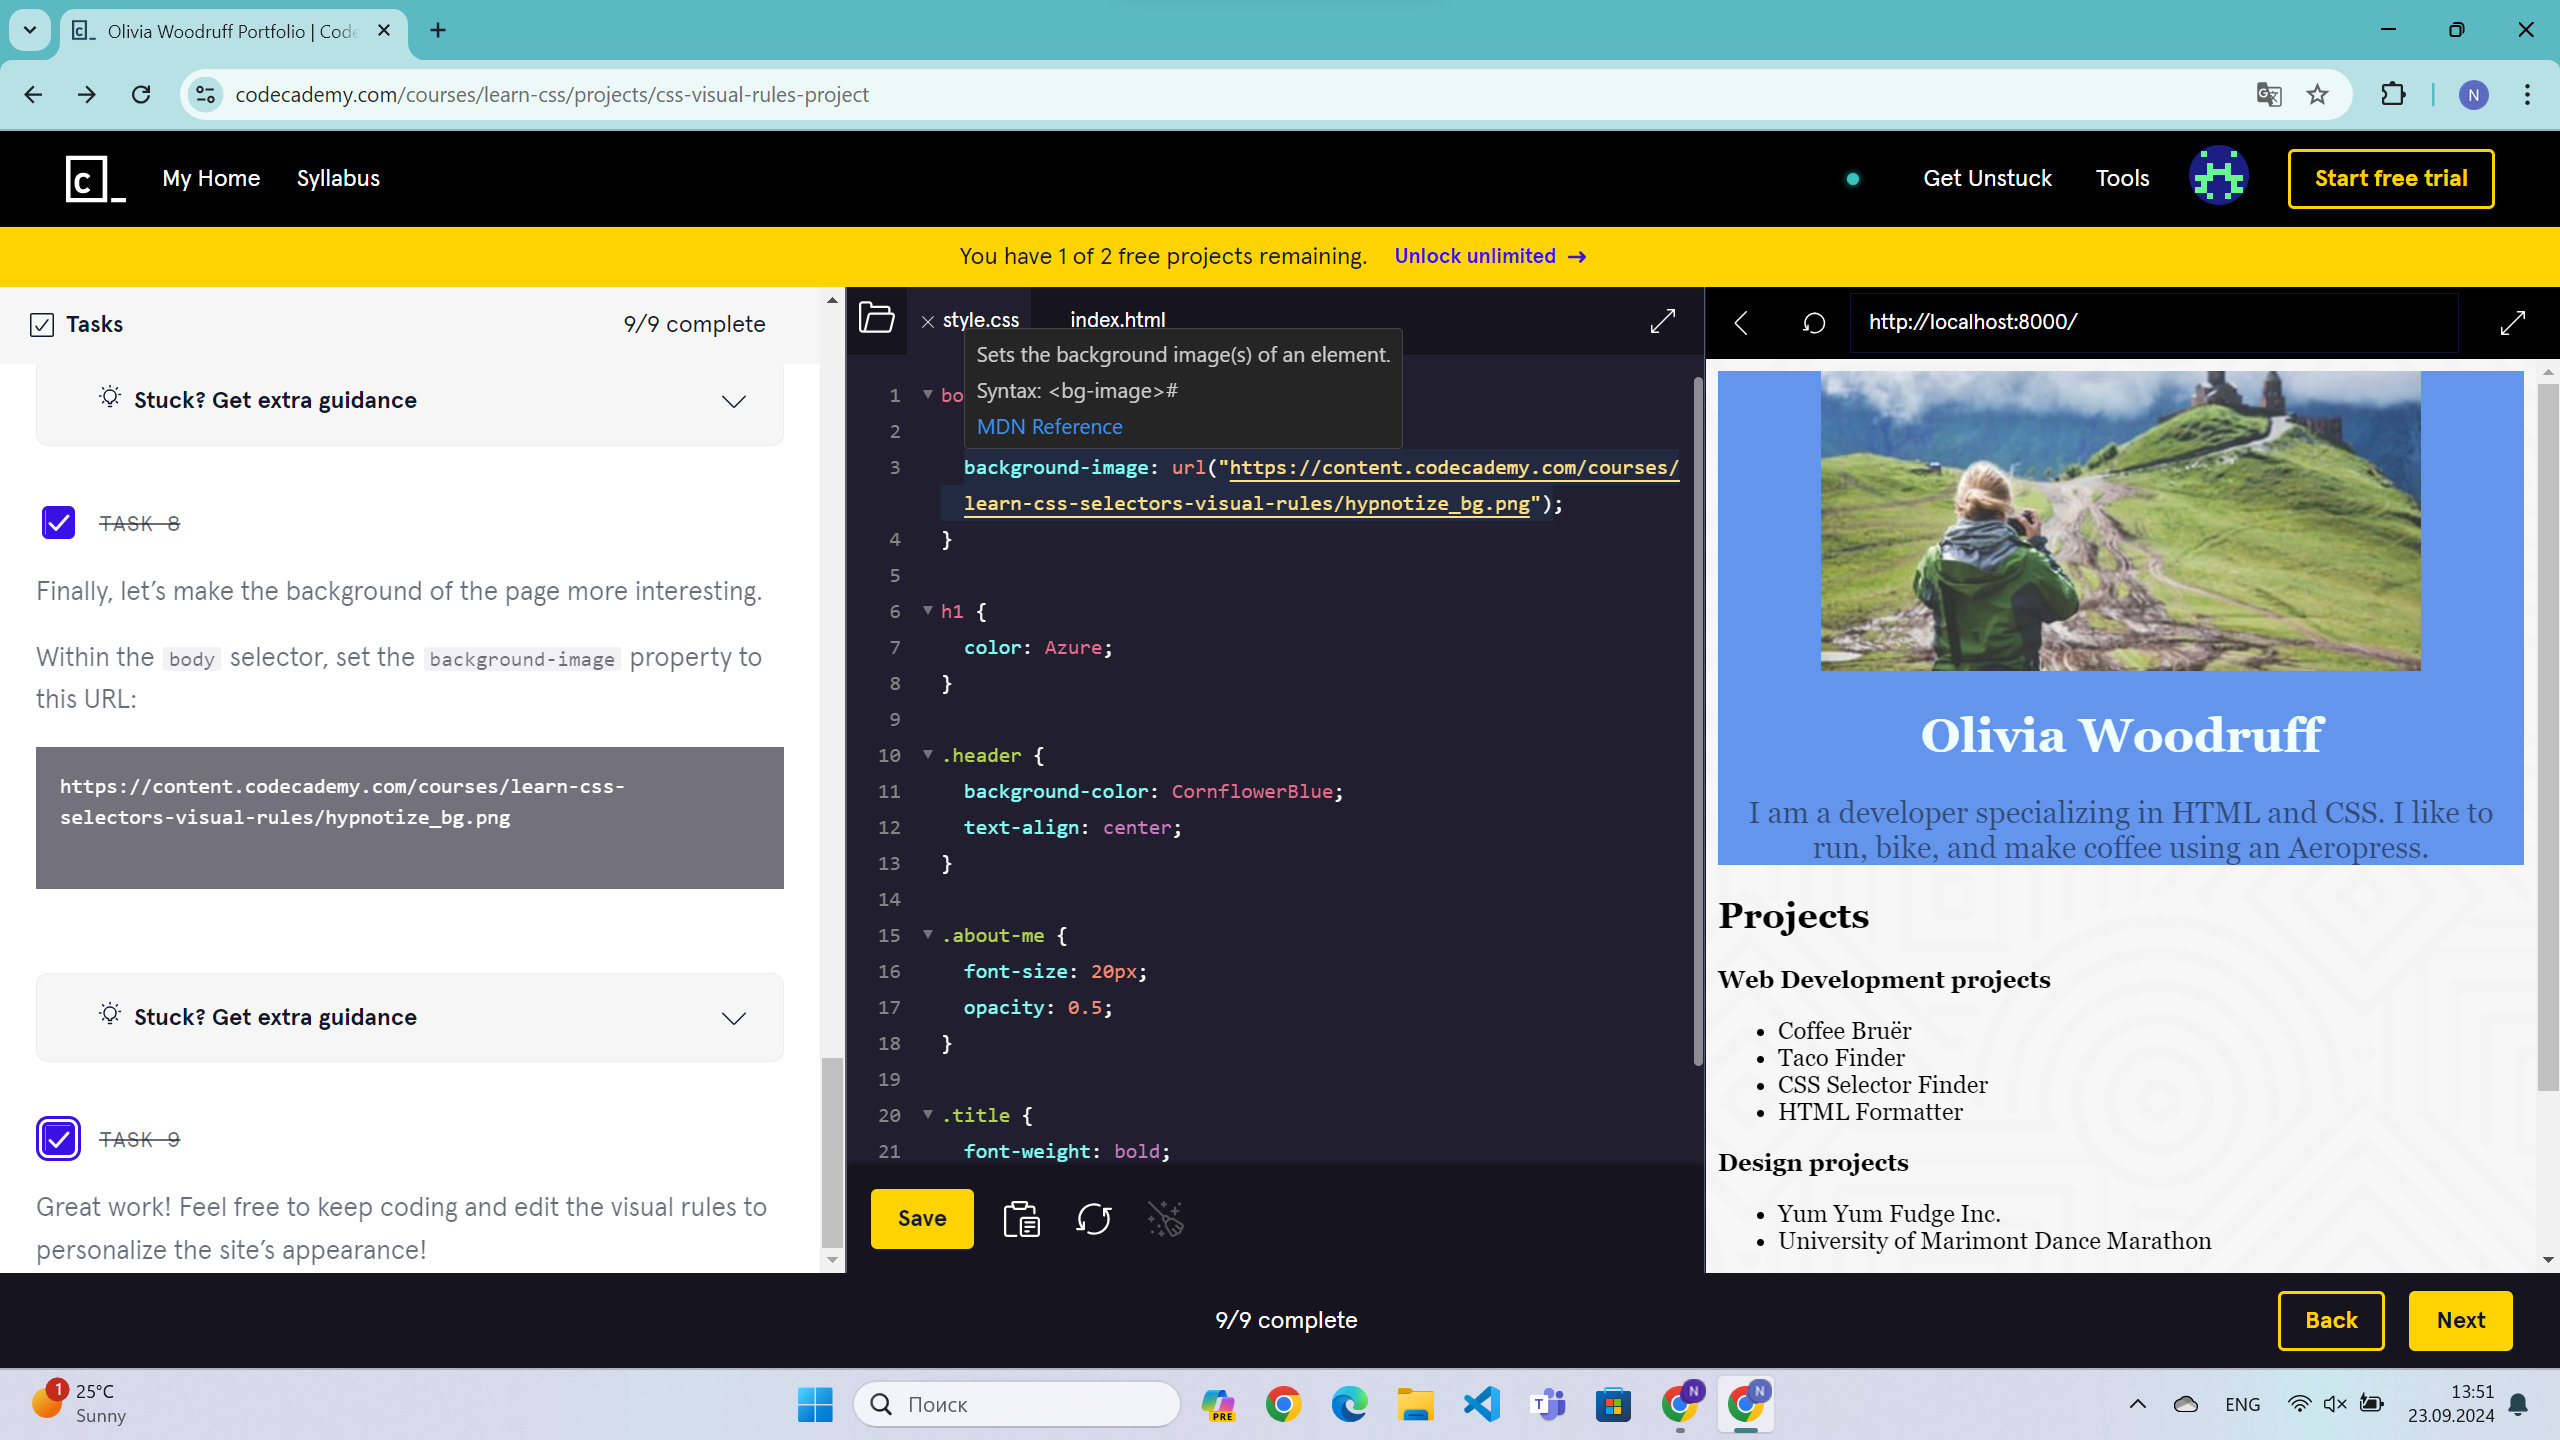 Olivia Woodruff Portfolio | Code
codecademy.com/courses/learn-css/projects/css-visual-rules-project
N
c
My Home
Syllabus
Get Unstuck
Tools
Start free trial
You have 1 of 2 free projects remaining.
Unlock unlimited →
Tasks
9/9 complete
Stuck? Get extra guidance
TASK 8
Finally, let’s make the background of the page more interesting.
Within the body selector, set the background-image property to
this URL:
https://content.codecademy.com/courses/learn-css-
selectors-visual-rules/hypnotize_bg.png
Stuck? Get extra guidance
TASK 9
Great work! Feel free to keep coding and edit the visual rules to
personalize the site’s appearance!
style.css
index.html
Sets the background image(s) of an element.
Syntax: <bg-image>#
MDN Reference
1 bo
2
3 background-image: url("https://content.codecademy.com/courses/
learn-css-selectors-visual-rules/hypnotize_bg.png");
4 }
5
6 h1 {
7 color: Azure;
8 }
9
10 .header {
11 background-color: CornflowerBlue;
12 text-align: center;
13 }
14
15 .about-me {
16 font-size: 20px;
17 opacity: 0.5;
18 }
19
20 .title {
21 font-weight: bold;
Save
http://localhost:8000/
Olivia Woodruff
I am a developer specializing in HTML and CSS. I like to
run, bike, and make coffee using an Aeropress.
Projects
Web Development projects
• Coffee Bruër
• Taco Finder
• CSS Selector Finder
• HTML Formatter
Design projects
• Yum Yum Fudge Inc.
• University of Marimont Dance Marathon
9/9 complete
Back
Next
1
25°C
Sunny
Поиск
PRE
T
N
N
ENG
13:51
23.09.2024